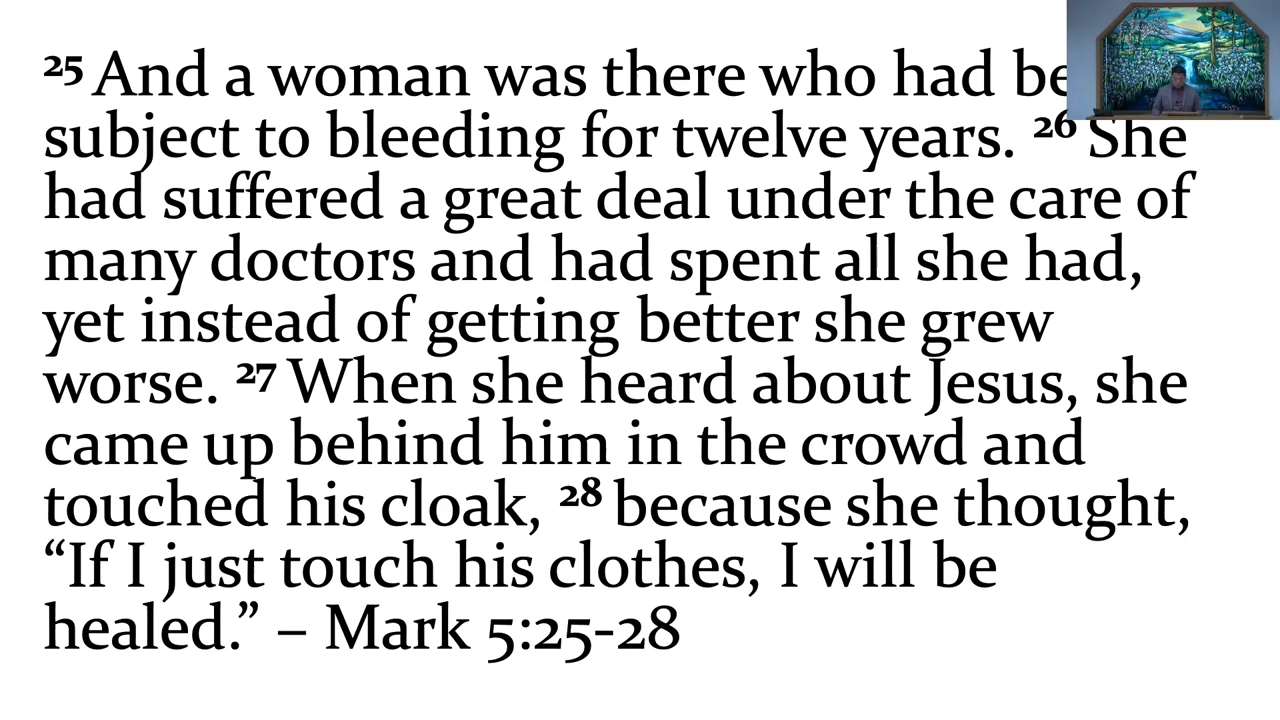 25 And a woman was there who had be
subject to bleeding for twelve years. 26 She
had suffered a great deal under the care of
many doctors and had spent all she had,
yet instead of getting better she grew
worse. 27 When she heard about Jesus, she
came up behind him in the crowd and
touched his cloak, 28 because she thought,
“If I just touch his clothes, I will be
healed.” – Mark 5:25-28